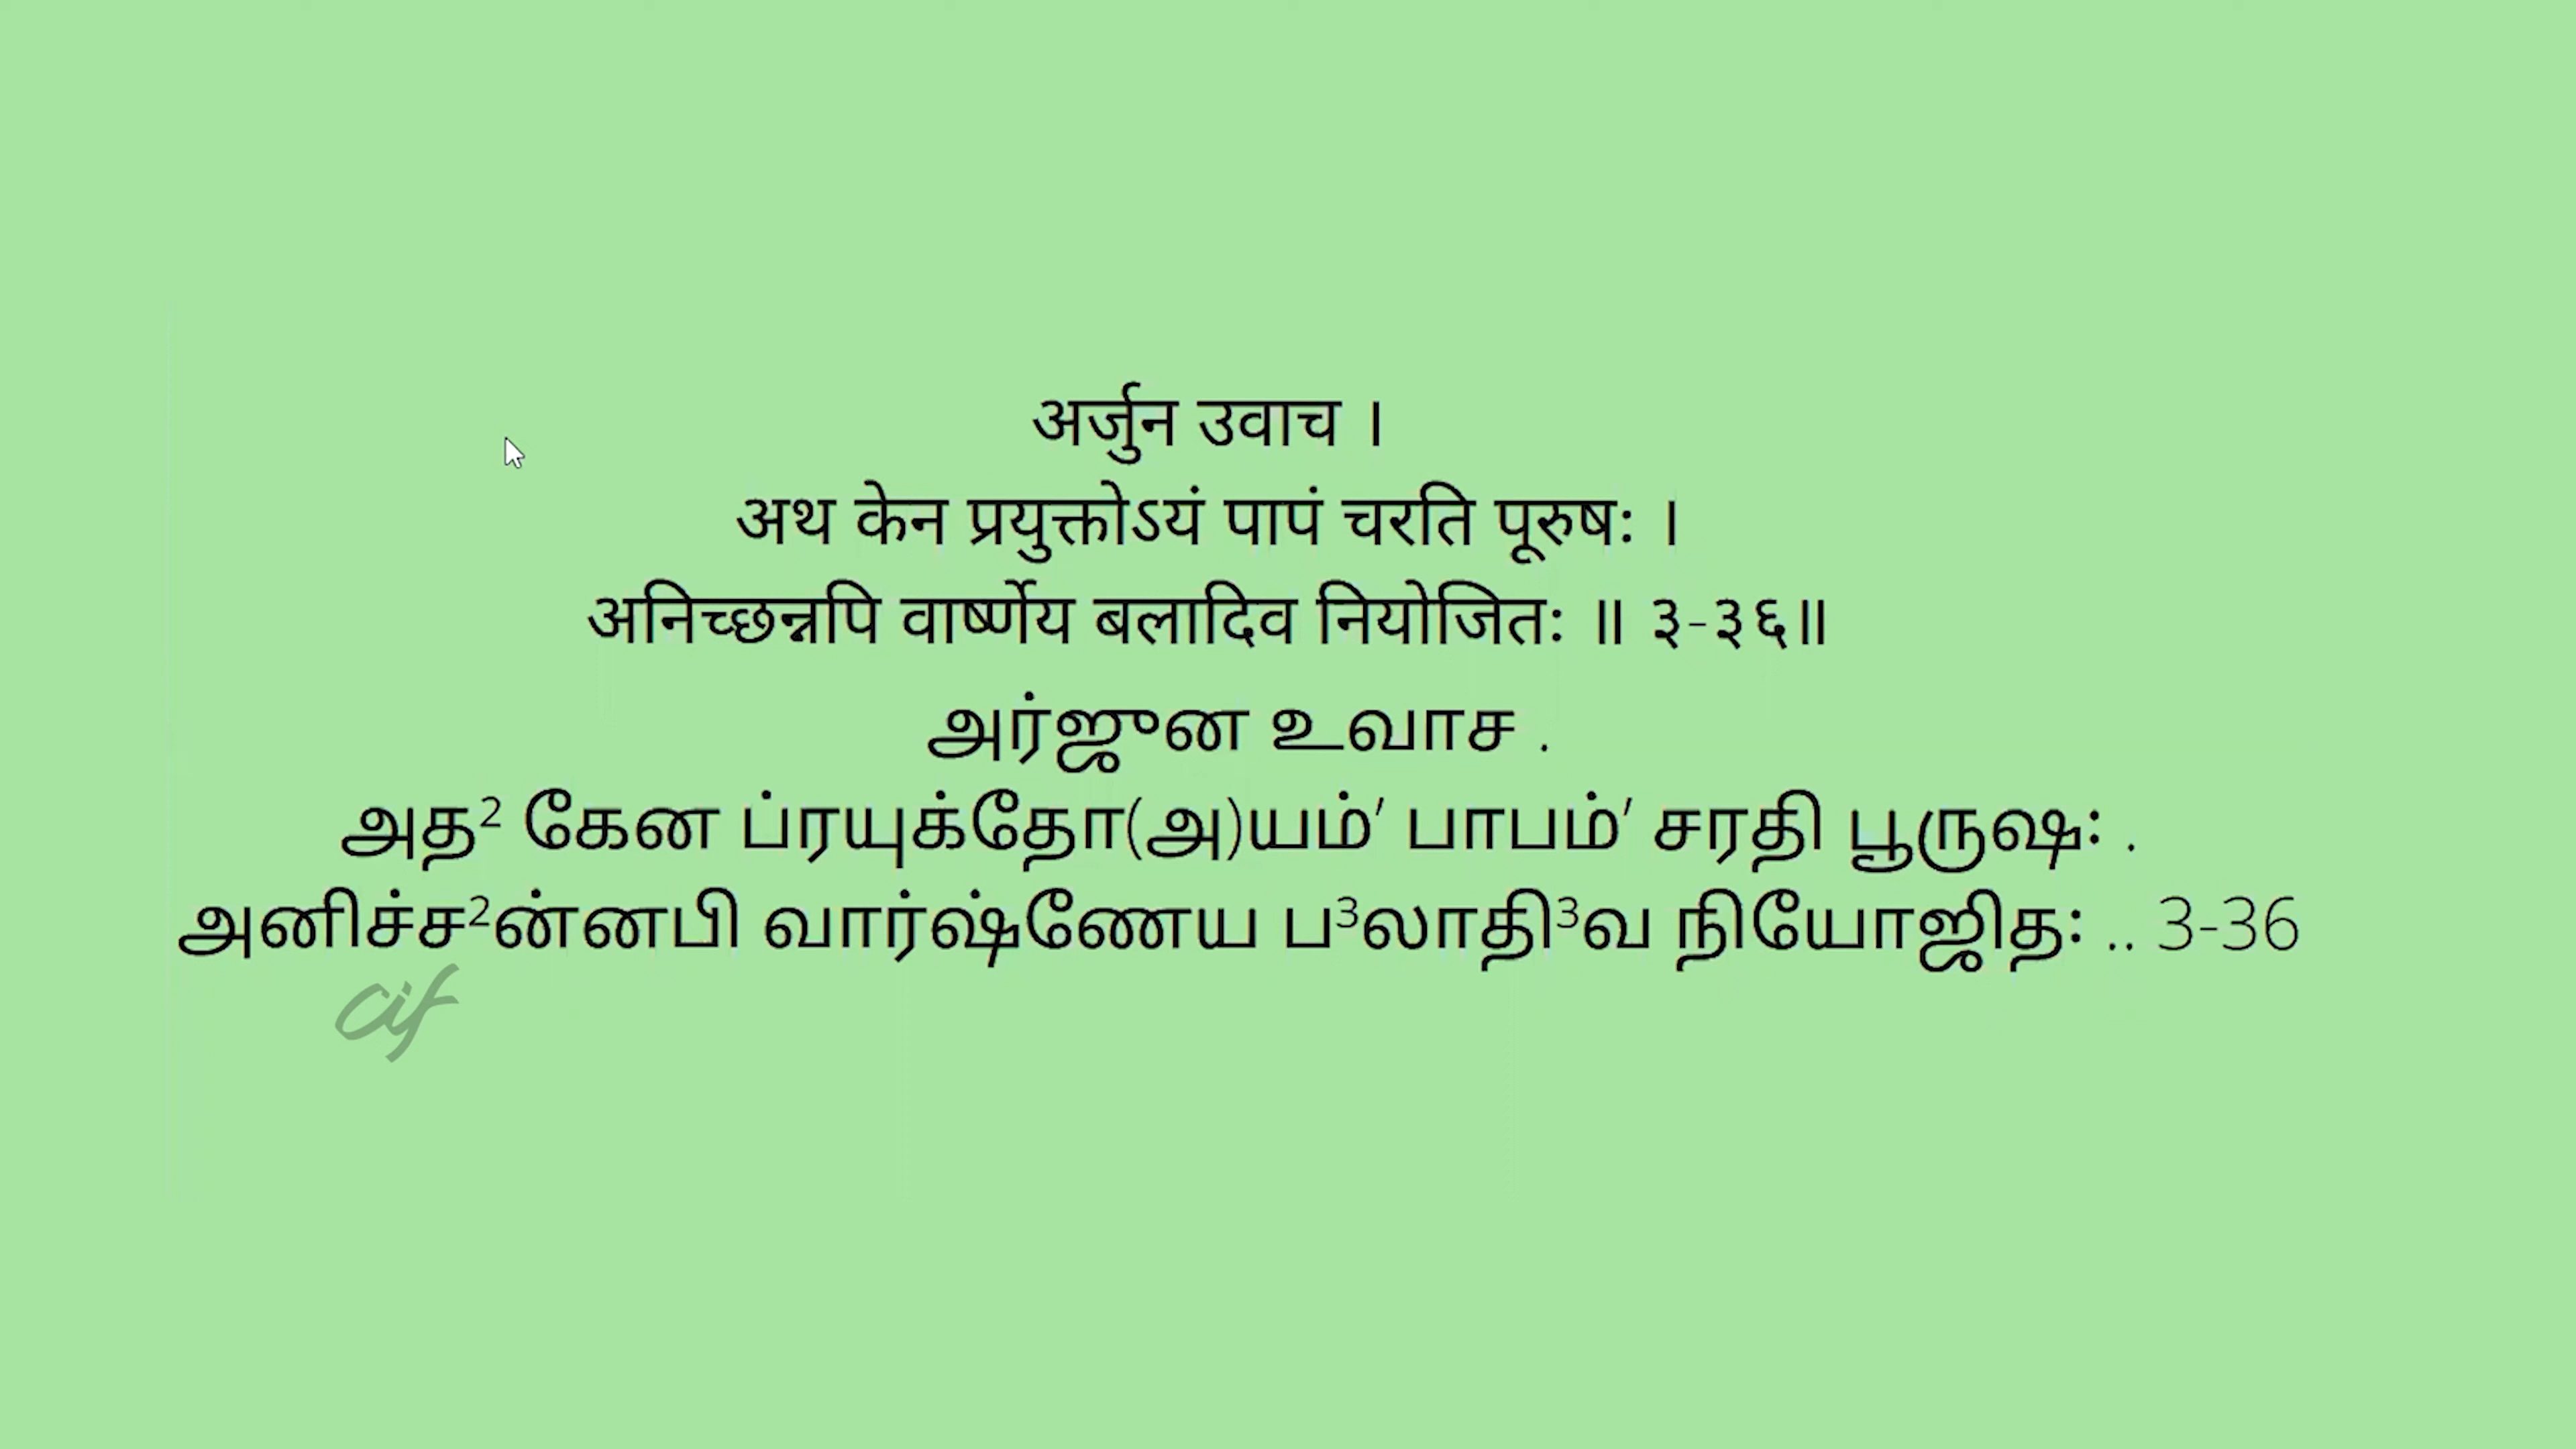 अर्जुन उवाच ।
अथ केन प्रयुक्तोऽयं पापं चरति पूरुषः ।
अनिच्छन्नपि वार्ष्णेय बलादिव नियोजितः ॥ ३-३६॥
அர்ஜுன உவாச .
அத² கேன ப்ரயுக்தோ(அ)யம்ʼ பாபம்ʼ சரதி பூருஷ꞉ .
அனிச்ச²ன்னபி வார்ஷ்ணேய ப³லாதி³வ நியோஜித꞉ .. 3-36
cif